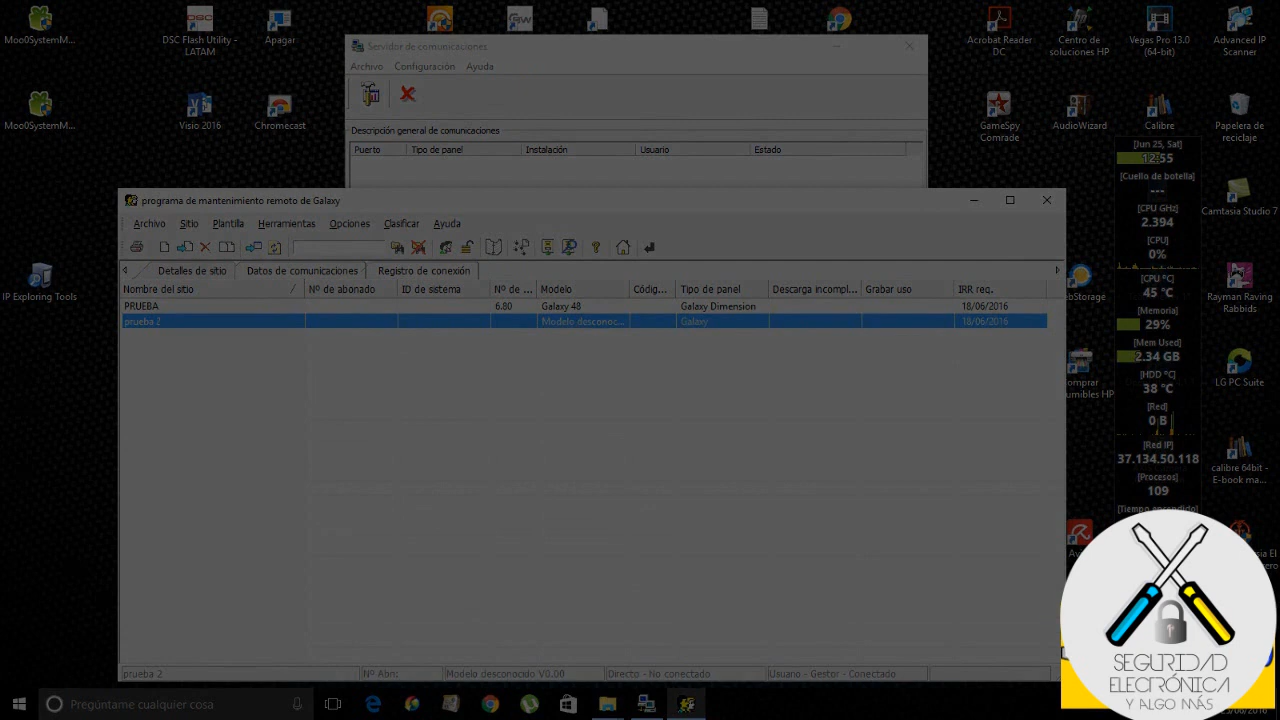 Moo0SystemM...
DSC Flash Utility -
LATAM
Apagar
Acrobat Reader
DC
Centro de
soluciones HP
Vegas Pro 13.0
(64-bit)
Advanced IP
Scanner
Moo0SystemM...
Visio 2016
Chromecast
GameSpy
Comrade
AudioWizard
Calibre
Papelera de
reciclaje
IP Exploring Tools
Servidor de comunicaciones
Archivo Configuración Ayuda
Descripción general de comunicaciones
Puerto Tipo de panel Instalación Usuario Estado
programa de mantenimiento remoto de Galaxy
Archivo Sitio Plantilla Herramientas Opciones Clasificar Ayuda
Detalles de sitio Datos de comunicaciones Registro de conexión
Nombre del sitio Nº de abonado ID de sistema Nº de ... Modelo Códig... Tipo de panel Descarga incompl... Grabar uso IRR req.
PRUEBA 6.80 Galaxy 48 Galaxy Dimension 18/06/2016
prueba 2 Modelo desconoc... Galaxy 18/06/2016
prueba 2 Nº Abn: Modelo desconocido V0.00 Directo - No conectado Usuario - Gestor - Conectado
[Jun 25, Sat]
12:55
[Cuello de botella]
---
[CPU GHz]
2.394
[CPU]
0%
[CPU °C]
45 °C
[Memoria]
29%
[Mem Used]
2.34 GB
[HDD °C]
38 °C
[Red]
0 B
[Red IP]
37.134.50.118
[Procesos]
109
[Tiempo encendido]
Camtasia Studio 7
Rayman Raving
Rabbids
LG PC Suite
calibre 64bit -
E-book ma...
SEGURIDAD
ELECTRÓNICA
Y ALGO MÁS
Pregúntame cualquier cosa